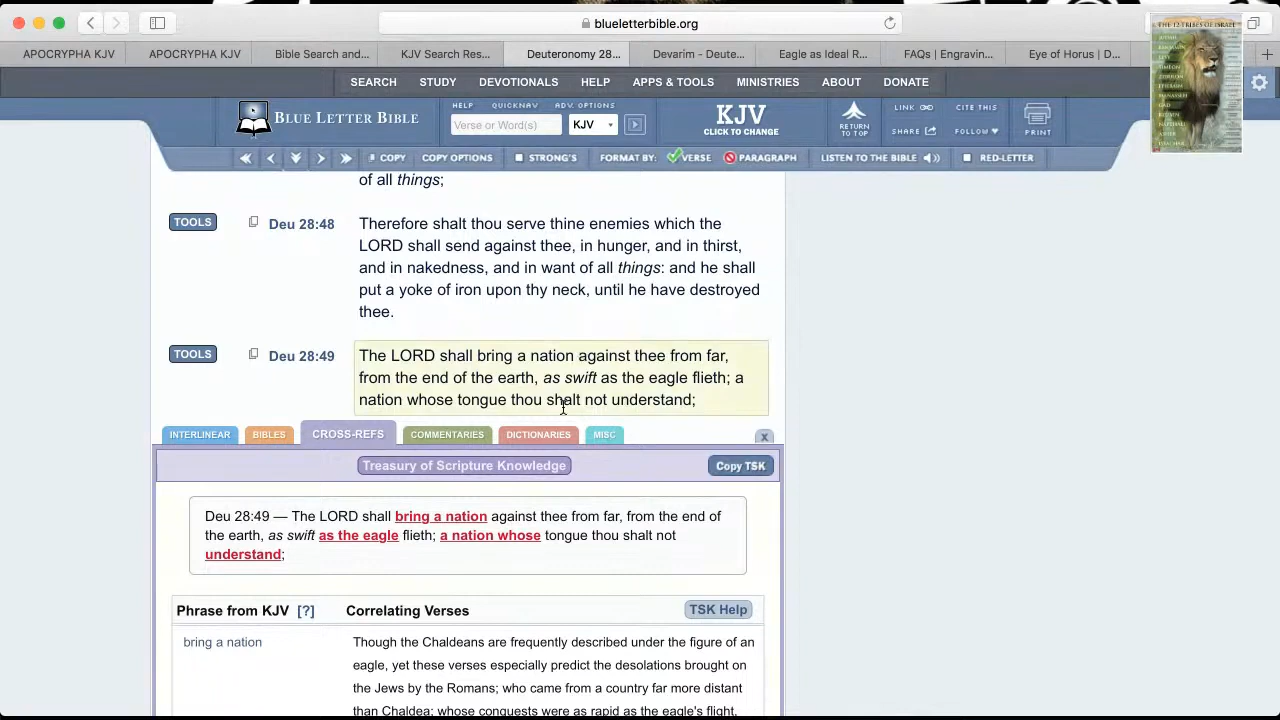 blueletterbible.org
APOCRYPHA KJV
APOCRYPHA KJV
Bible Search and...
KJV Search Res...
Deuteronomy 28...
Devarim - Deute...
Eagle as Ideal R...
FAQs | Engravin...
Eye of Horus | D...
THE 12 TRIBES OF ISRAEL
SEARCH STUDY DEVOTIONALS HELP APPS & TOOLS MINISTRIES ABOUT DONATE
BLUE LETTER BIBLE
HELP QUICKNAV ADV. OPTIONS
Verse or Word(s) KJV
KJV
CLICK TO CHANGE
RETURN
TO TOP
LINK CITE THIS
SHARE FOLLOW
PRINT
COPY COPY OPTIONS STRONG'S FORMAT BY: VERSE PARAGRAPH LISTEN TO THE BIBLE RED-LETTER
of all things;
TOOLS Deu 28:48 Therefore shalt thou serve thine enemies which the
LORD shall send against thee, in hunger, and in thirst,
and in nakedness, and in want of all things: and he shall
put a yoke of iron upon thy neck, until he have destroyed
thee.
TOOLS Deu 28:49 The LORD shall bring a nation against thee from far,
from the end of the earth, as swift as the eagle flieth; a
nation whose tongue thou shalt not understand;
INTERLINEAR BIBLES CROSS-REFS COMMENTARIES DICTIONARIES MISC X
Treasury of Scripture Knowledge Copy TSK
Deu 28:49 — The LORD shall bring a nation against thee from far, from the end of
the earth, as swift as the eagle flieth; a nation whose tongue thou shalt not
understand;
Phrase from KJV [?] Correlating Verses TSK Help
bring a nation Though the Chaldeans are frequently described under the figure of an
eagle, yet these verses especially predict the desolations brought on
the Jews by the Romans; who came from a country far more distant
than Chaldea; whose conquests were as rapid as the eagle's flight,